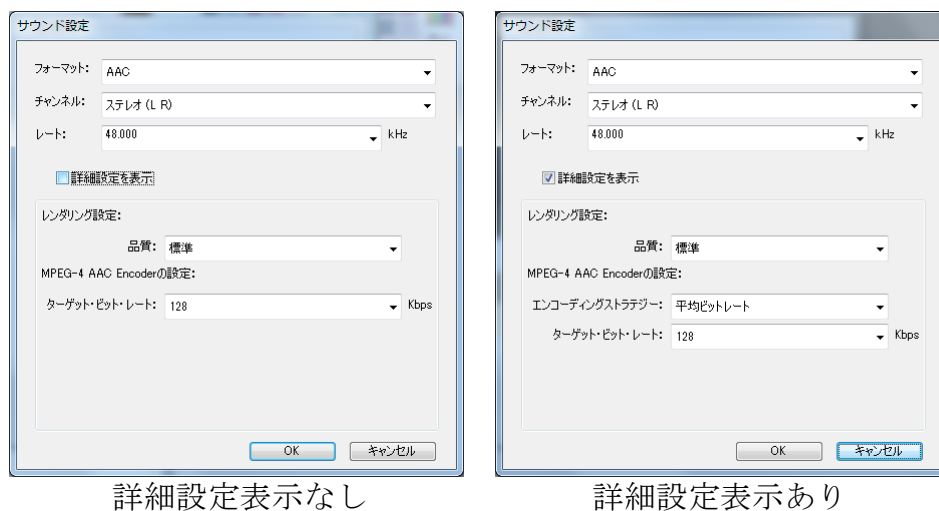 サウンド設定
フォーマット: AAC
チャンネル: ステレオ (L R)
レート: 48.000 kHz
詳細設定を表示
レンダリング設定:
品質: 標準
MPEG-4 AAC Encoderの設定:
ターゲット・ビット・レート: 128 Kbps
OK キャンセル
詳細設定表示なし
サウンド設定
フォーマット: AAC
チャンネル: ステレオ (L R)
レート: 48.000 kHz
詳細設定を表示
レンダリング設定:
品質: 標準
MPEG-4 AAC Encoderの設定:
エンコーディングストラテジー: 平均ビットレート
ターゲット・ビット・レート: 128 Kbps
OK キャンセル
詳細設定表示あり